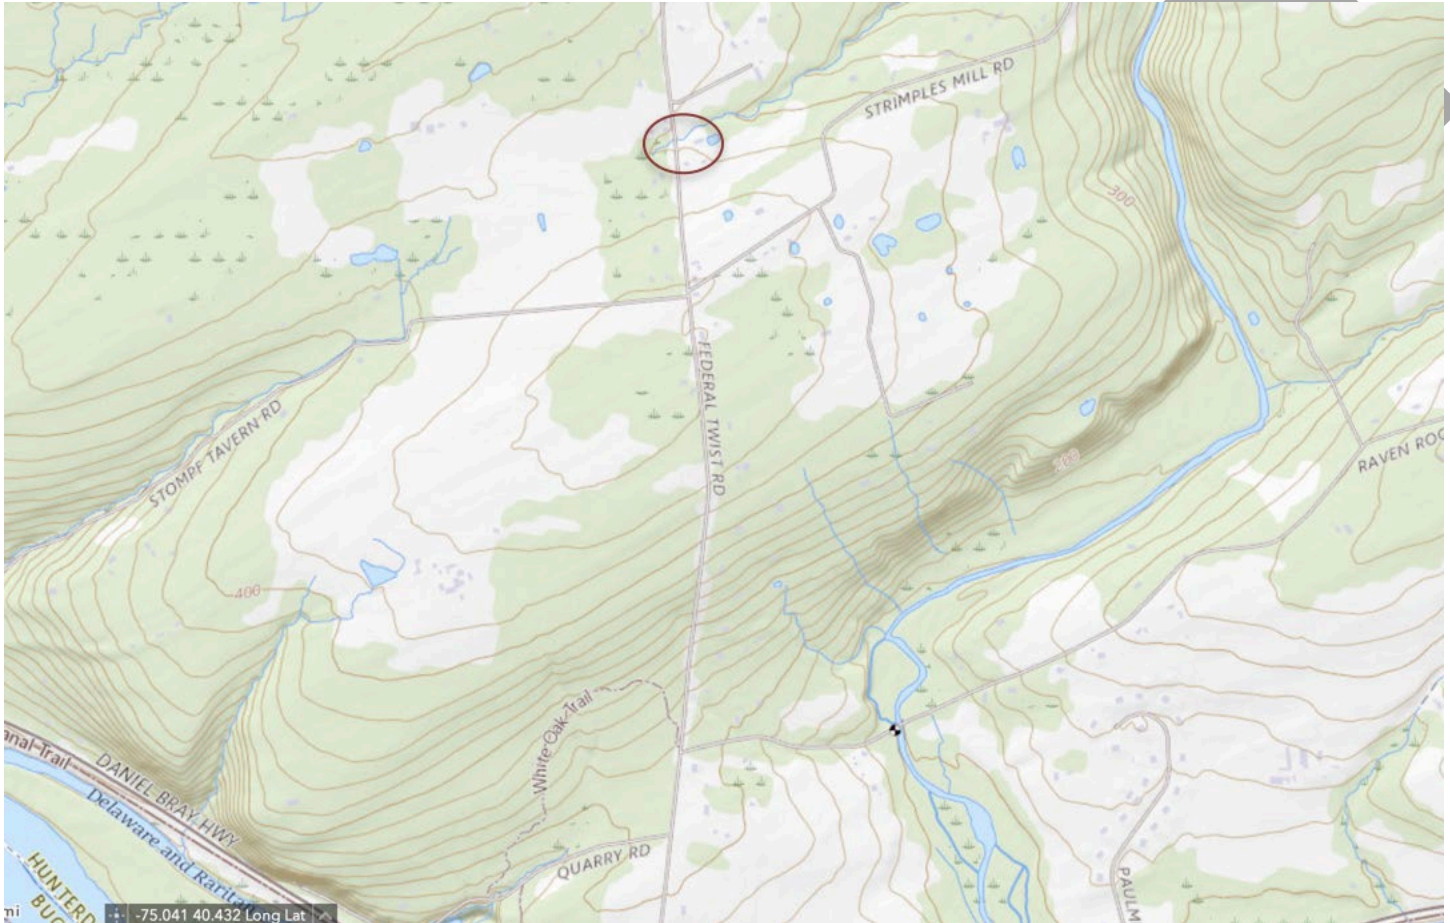 STRIMPLES MILL RD
300
FEDERAL TWIST RD
STOMPF TAVERN RD
RAVEN ROC
400
White Oak Trail
anal Trail
DANIEL BRAY HWY
Delaware and Raritan
QUARRY RD
PAULM
HUNTERD
BUC
mi
-75.041 40.432 Long Lat